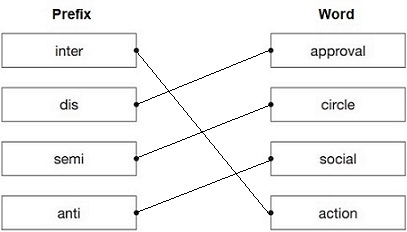 Prefix Word
inter approval
dis circle
semi social
anti action